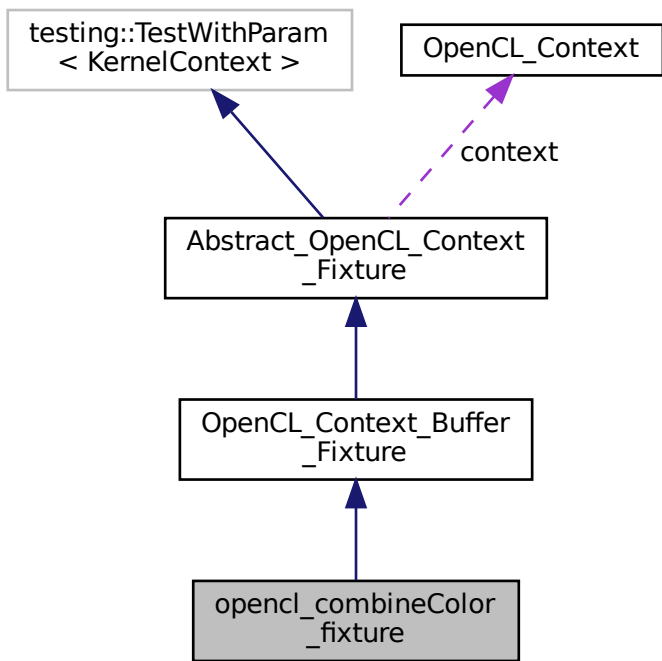 testing::TestWithParam
< KernelContext >
OpenCL_Context
context
Abstract_OpenCL_Context
_Fixture
OpenCL_Context_Buffer
_Fixture
opencl_combineColor
_fixture